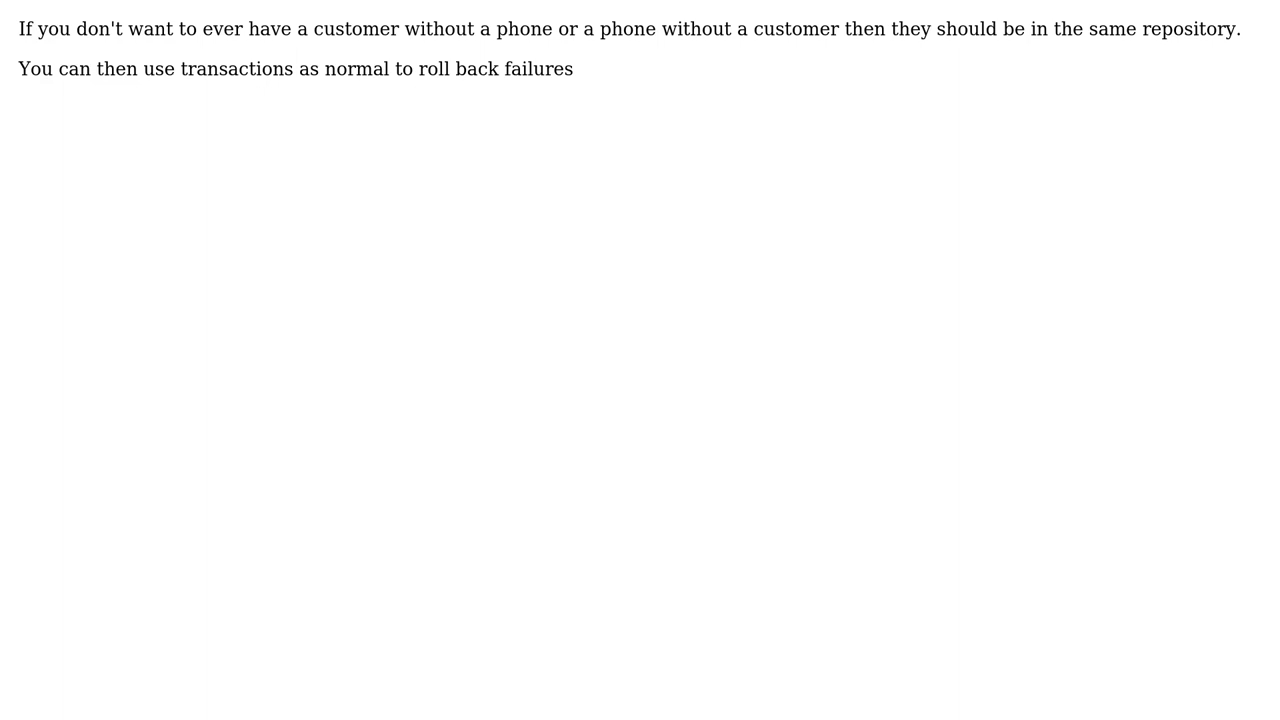 If you don't want to ever have a customer without a phone or a phone without a customer then they should be in the same repository.
You can then use transactions as normal to roll back failures